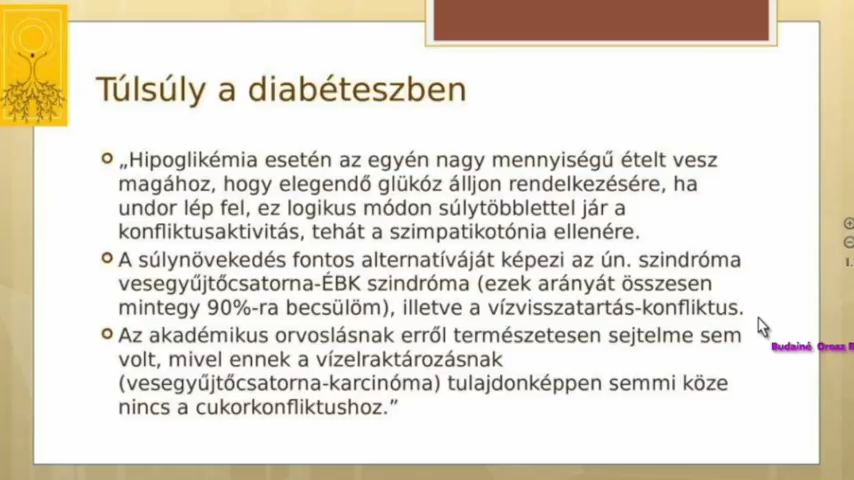 Túlsúly a diabéteszben
„Hipoglikémia esetén az egyén nagy mennyiségű ételt vesz
magához, hogy elegendő glükóz álljon rendelkezésére, ha
undor lép fel, ez logikus módon súlytöbblettel jár a
konfliktusaktivitás, tehát a szimpatikotónia ellenére.
A súlynövekedés fontos alternatíváját képezi az ún. szindróma
vesegyűjtőcsatorna-ÉBK szindróma (ezek arányát összesen
mintegy 90%-ra becsülöm), illetve a vízvisszatartás-konfliktus.
Az akadémikus orvoslásnak erről természetesen sejtelme sem
volt, mivel ennek a vízelraktározásnak
(vesegyűjtőcsatorna-karcinóma) tulajdonképpen semmi köze
nincs a cukorkonfliktushoz.”
Budainé Orosz